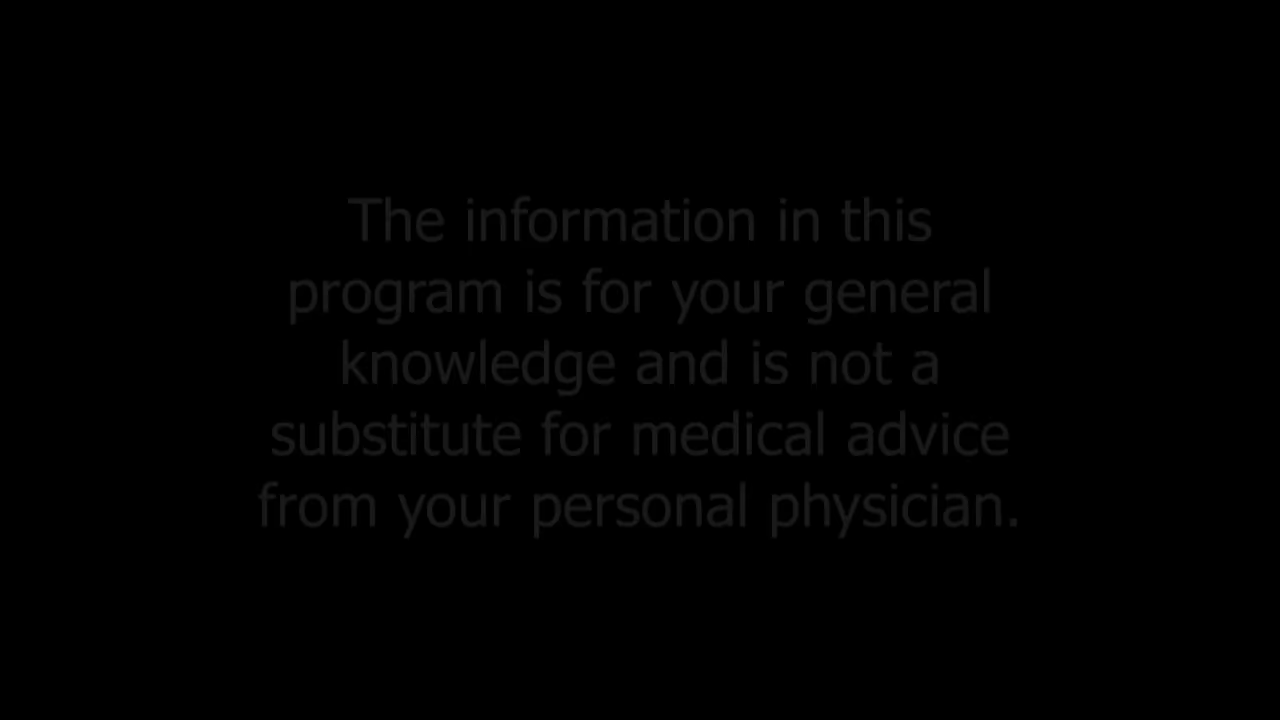 The information in this
program is for your general
knowledge and is not a
substitute for medical advice
from your personal physician.